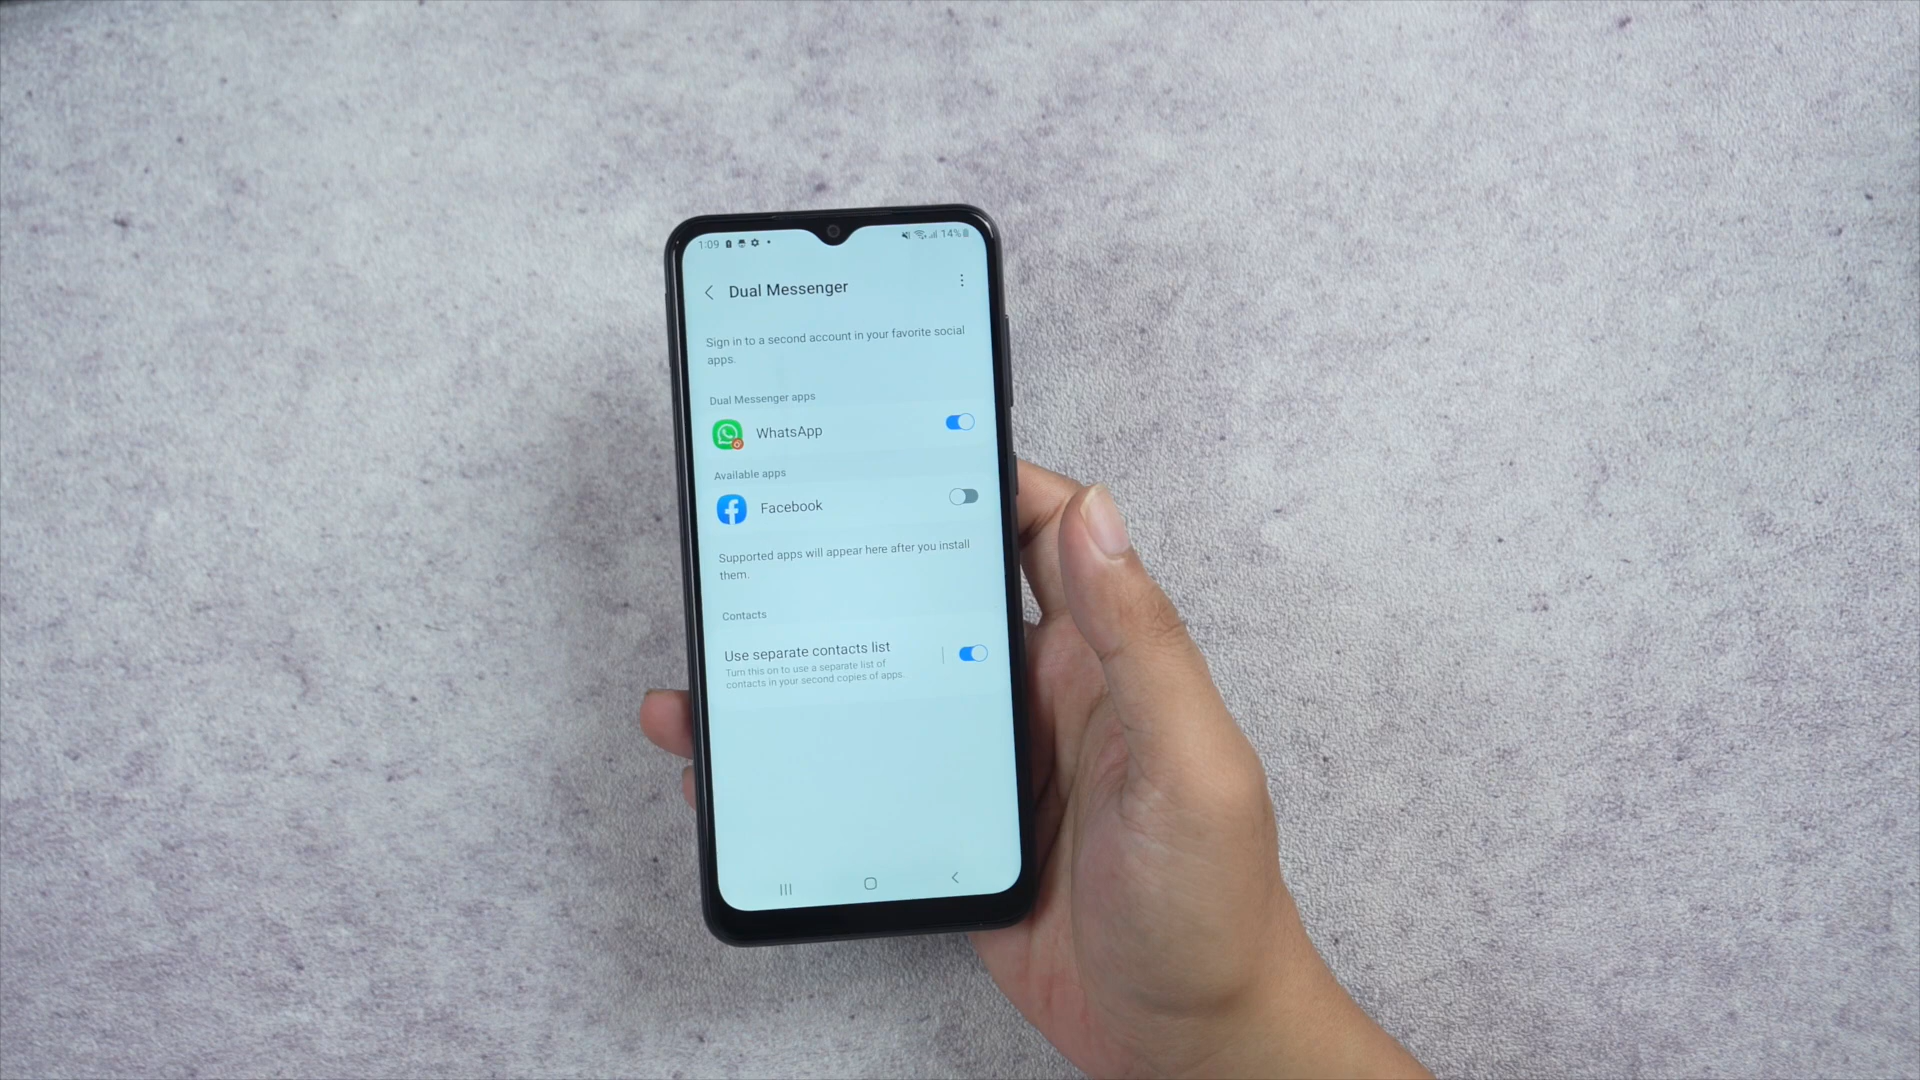 1:09
14%
Dual Messenger
Sign in to a second account in your favorite social
apps.
Dual Messenger apps
WhatsApp
Available apps
Facebook
Supported apps will appear here after you install
them.
Contacts
Use separate contacts list
Turn this on to use a separate list of
contacts in your second copies of apps.